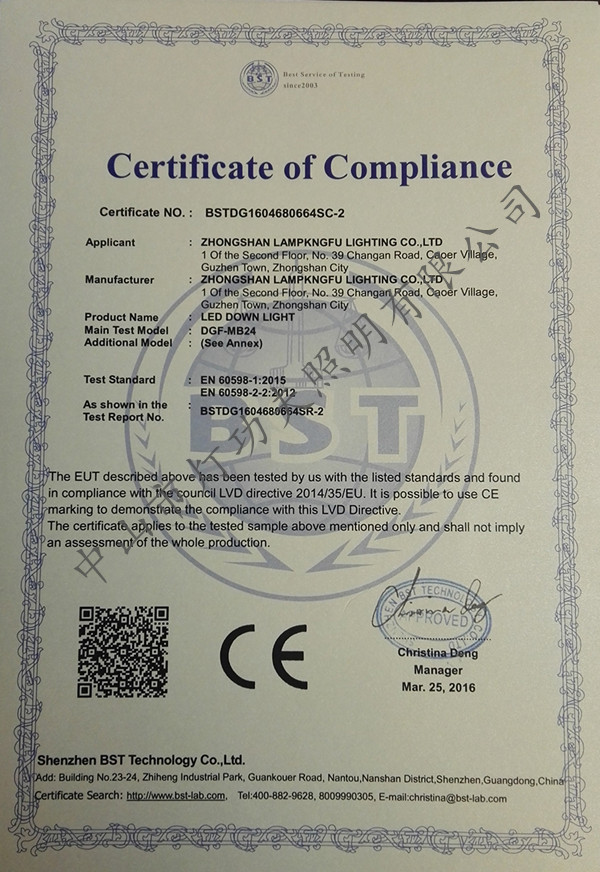 BST
Best Service of Testing
since2003
Certificate of Compliance
Certificate NO. : BSTDG1604680664SC-2
Applicant : ZHONGSHAN LAMPKNGFU LIGHTING CO.,LTD
1 Of the Second Floor, No. 39 Changan Road, Caoer Village,
Guzhen Town, Zhongshan City
Manufacturer : ZHONGSHAN LAMPKNGFU LIGHTING CO.,LTD
1 Of the Second Floor, No. 39 Changan Road, Caoer Village,
Guzhen Town, Zhongshan City
Product Name : LED DOWN LIGHT
Main Test Model : DGF-MB24
Additional Model : (See Annex)
Test Standard : EN 60598-1:2015
EN 60598-2-2:2012
As shown in the :
Test Report No. BSTDG1604680664SR-2
BST
The EUT described above has been tested by us with the listed standards and found
in compliance with the council LVD directive 2014/35/EU. It is possible to use CE
marking to demonstrate the compliance with this LVD Directive.
The certificate applies to the tested sample above mentioned only and shall not imply
an assessment of the whole production.
中山市灯功夫照明有限公司
CE
APPROVED
Christina Deng
Manager
Mar. 25, 2016
Shenzhen BST Technology Co.,Ltd.
Add: Building No.23-24, Zhiheng Industrial Park, Guankouer Road, Nantou,Nanshan District,Shenzhen,Guangdong,China
Certificate Search: http://www.bst-lab.com, Tel:400-882-9628, 8009990305, E-mail:christina@bst-lab.com